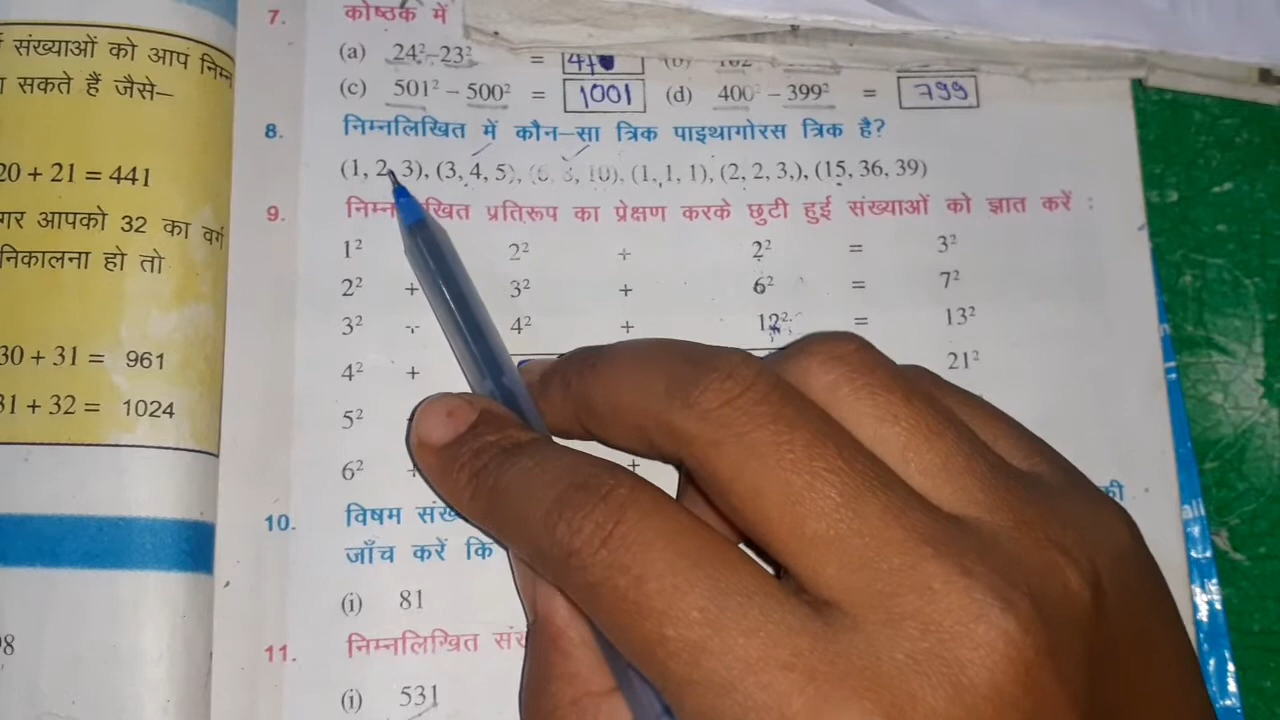 संख्याओं को आप निम्न
सकते हैं जैसे–
20 + 21 = 441
गर आपको 32 का वर्ग
निकालना हो तो
30 + 31 = 961
31 + 32 = 1024
7. कोष्ठक में
(a) 24² – 23² =
(c) 501² – 500² = 1001 (d) 400² – 399² = 799
8. निम्नलिखित में कौन–सा त्रिक पाइथागोरस त्रिक है?
(1, 2, 3), (3, 4, 5), (6, 8, 10), (1, 1, 1), (2, 2, 3,), (15, 36, 39)
9. प्रतिरूप का प्रेक्षण करके छुटी हुई संख्याओं को ज्ञात करें :
1² 2² + 2² = 3²
2² + 3² + 6² = 7²
3² + 4² + 12² = 13²
4² + 21²
5²
6² + +
10. विषम
की
जाँच करें कि
(i) 81
11. निम्नलिखित
(i) 531